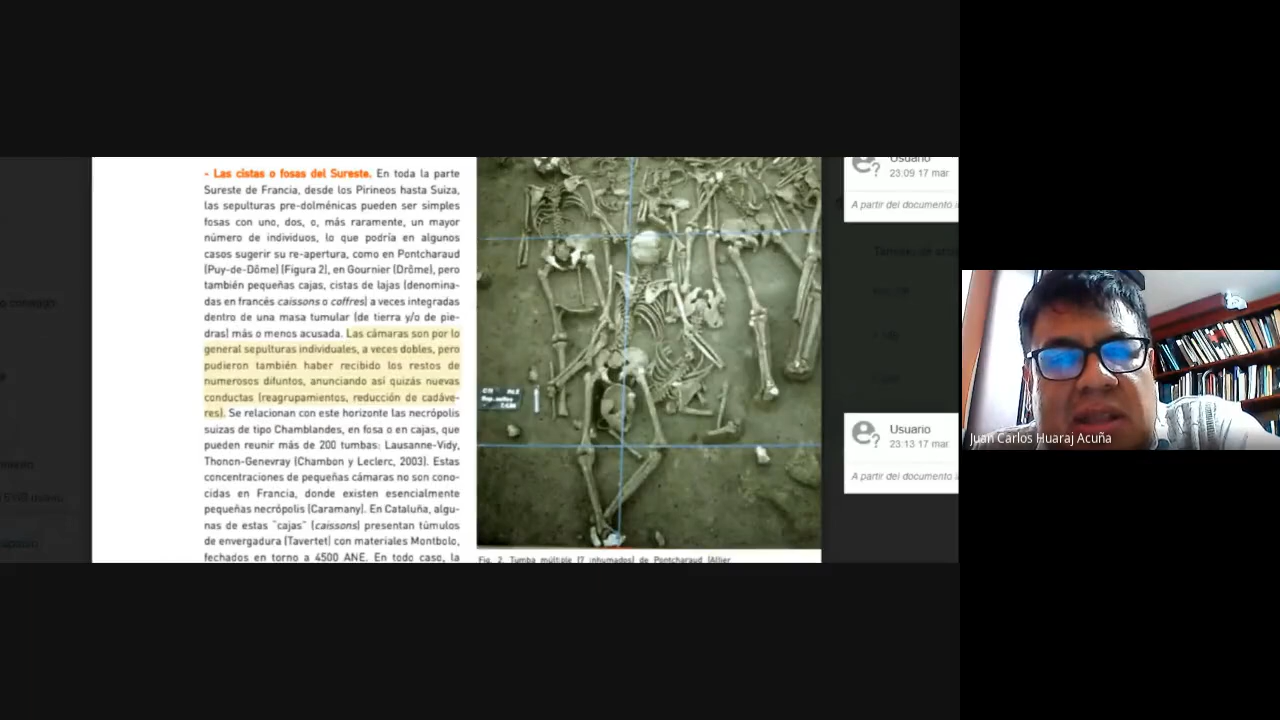 - Las cistas o fosas del Sureste. En toda la parte
Sureste de Francia, desde los Pirineos hasta Suiza,
las sepulturas pre-dolménicas pueden ser simples
fosas con uno, dos, o, más raramente, un mayor
número de individuos, lo que podría en algunos
casos sugerir su re-apertura, como en Pontcharaud
(Puy-de-Dôme) (Figura 2), en Gournier (Drôme), pero
también pequeñas cajas, cistas de lajas (denomina-
das en francés caissons o coffres) a veces integradas
dentro de una masa tumular (de tierra y/o de pie-
dras) más o menos acusada. Las cámaras son por lo
general sepulturas individuales, a veces dobles, pero
pudieron también haber recibido los restos de
numerosos difuntos, anunciando así quizás nuevas
conductas (reagrupamientos, reducción de cadáve-
res). Se relacionan con este horizonte las necrópolis
suizas de tipo Chamblandes, en fosa o en cajas, que
pueden reunir más de 200 tumbas: Lausanne-Vidy,
Thonon-Genevray (Chambon y Leclerc, 2003). Estas
concentraciones de pequeñas cámaras no son cono-
cidas en Francia, donde existen esencialmente
pequeñas necrópolis (Caramany). En Cataluña, algu-
nas de estas "cajas" (caissons) presentan túmulos
de envergadura (Tavertet) con materiales Montbolo,
fechados en torno a 4500 ANE. En todo caso, la
Fig. 2. Tumba múltiple (7 inhumados) de Pontcharaud (Allier
Usuario
23:09 17 mar
A partir del documento
Usuario
23:13 17 mar
A partir del documento
Juan Carlos Huaraj Acuña